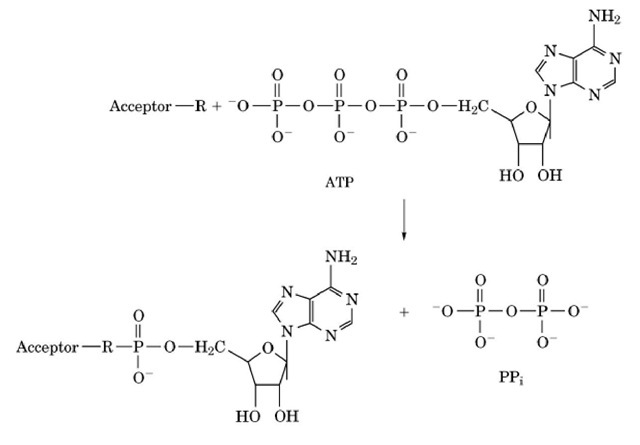 NH₂
N N
N N
O O O
Acceptor—R + ⁻O—P—O—P—O—P—O—H₂C O
O⁻ O⁻ O⁻
HO OH
ATP
NH₂
N N
N N
O
Acceptor—R—P—O—H₂C O
O⁻
HO OH
+
O O
⁻O—P—O—P—O⁻
O⁻ O⁻
PPᵢ